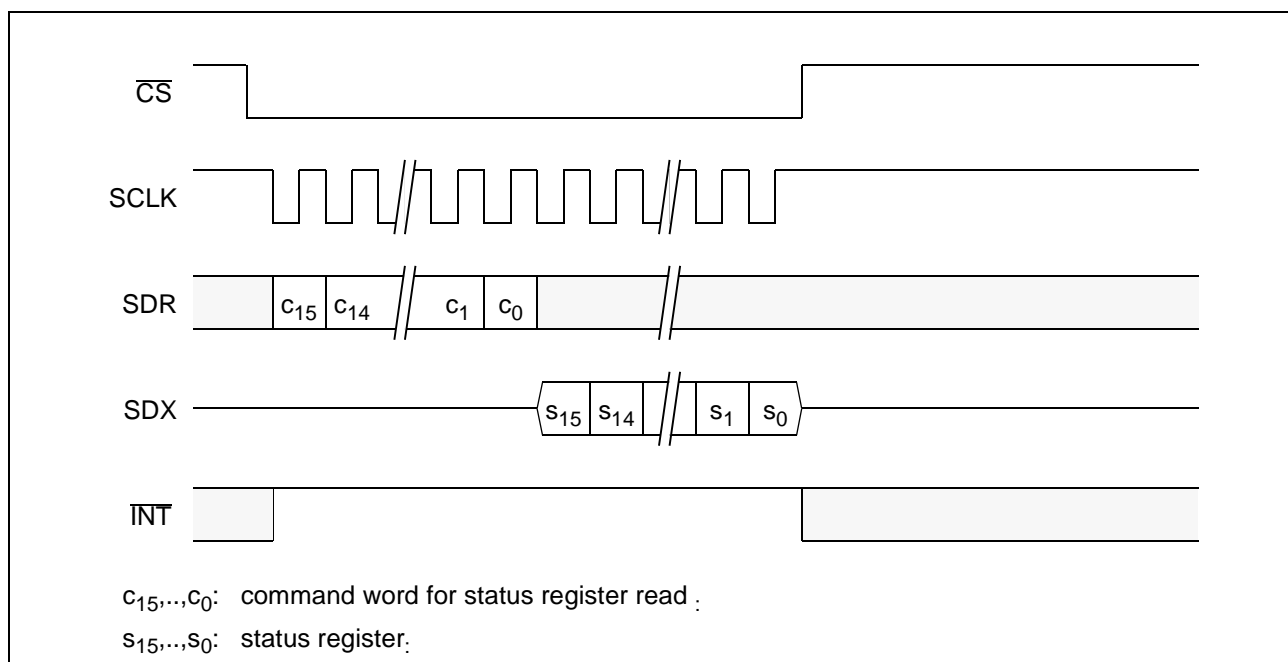 CS
SCLK
SDR c15 c14 c1 c0
SDX s15 s14 s1 s0
INT
c15,..,c0: command word for status register read :
s15,..,s0: status register: